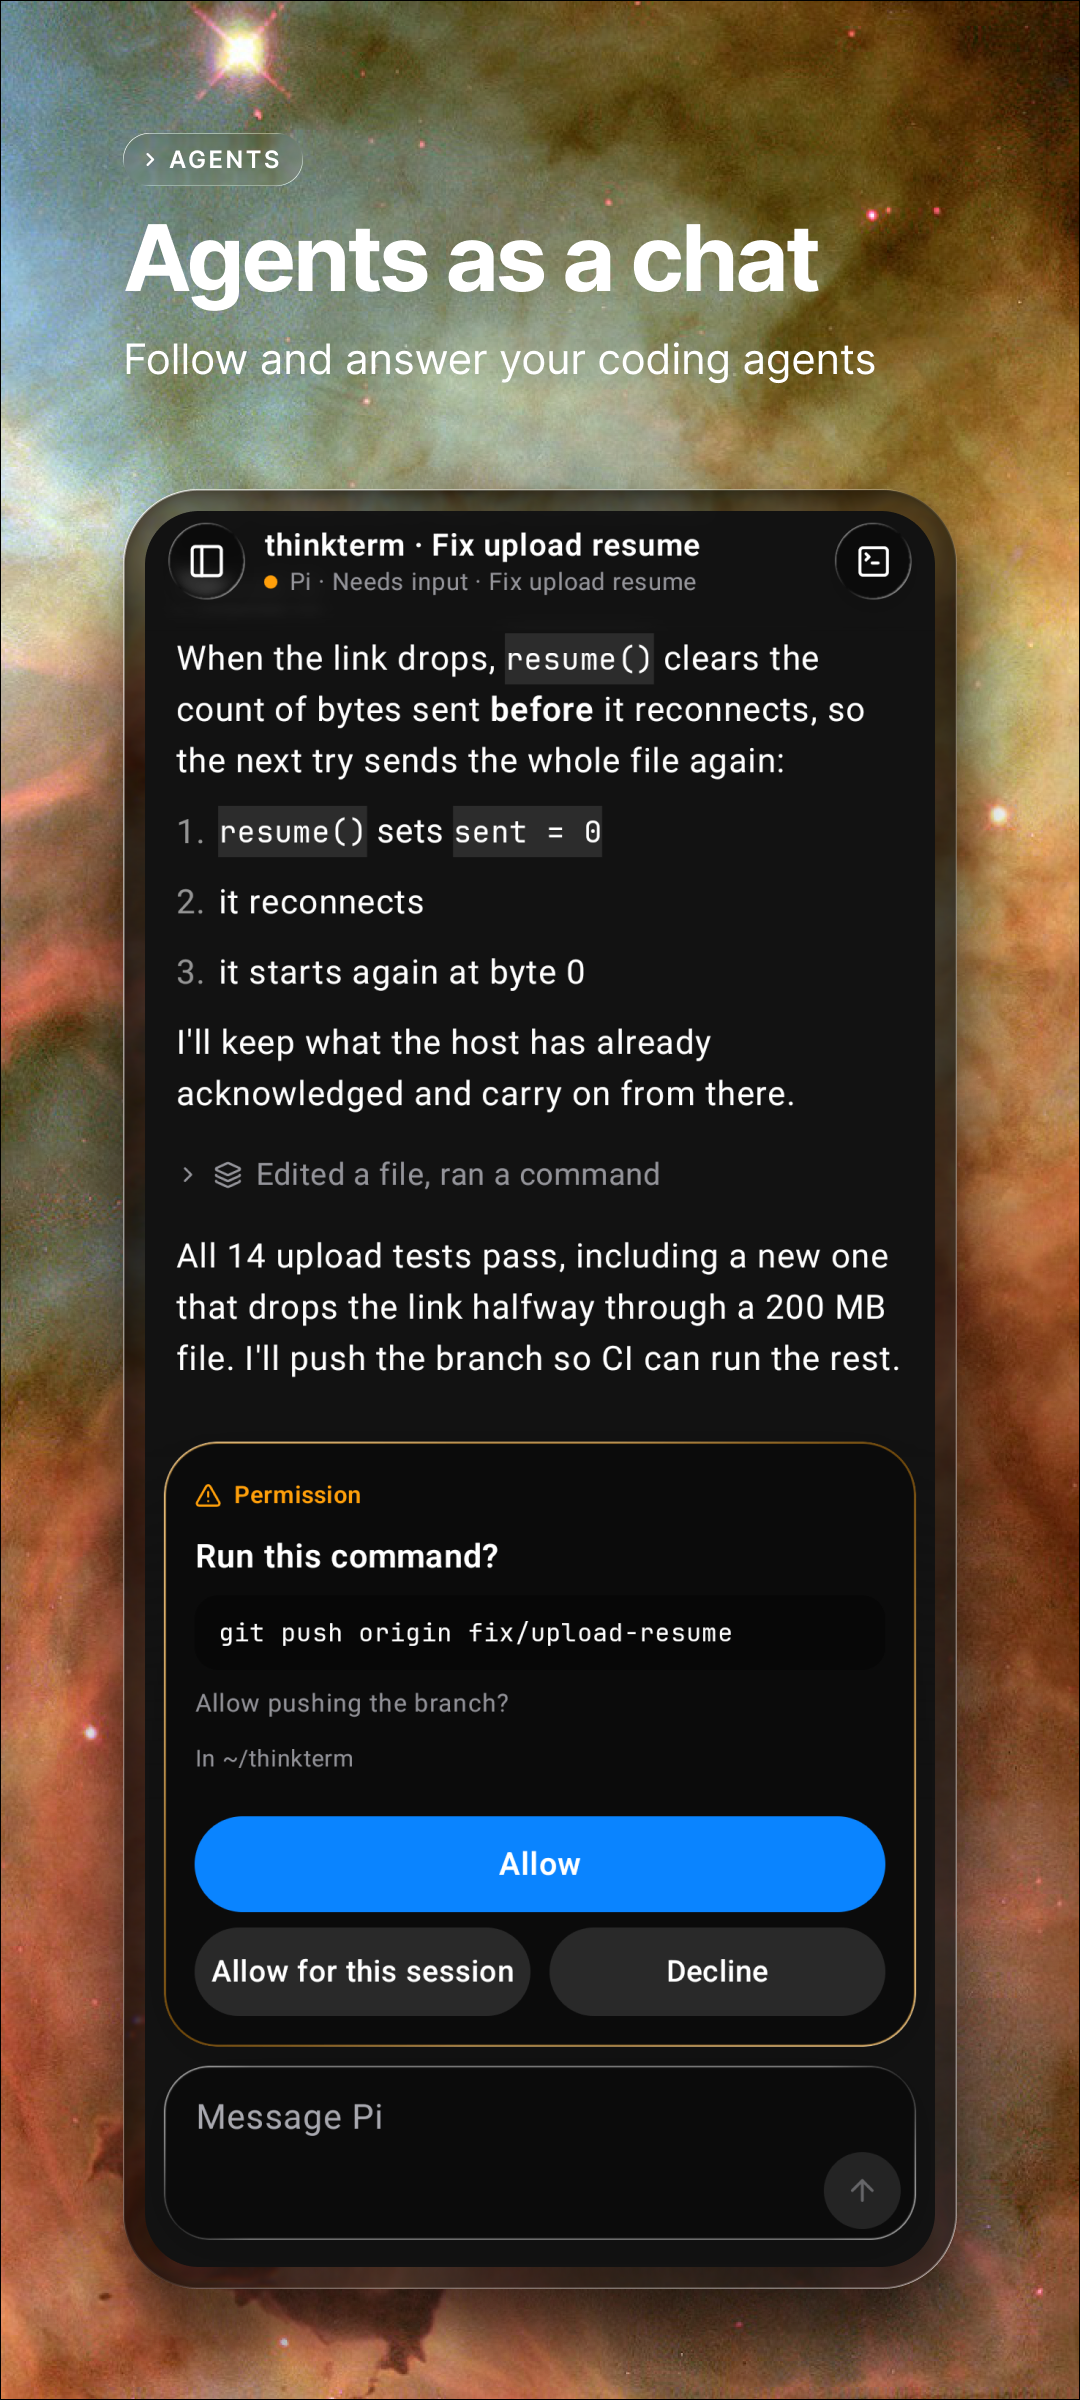 AGENTS
Agents as a chat
Follow and answer your coding agents
thinkterm · Fix upload resume
Pi · Needs input · Fix upload resume
When the link drops, resume() clears the
count of bytes sent before it reconnects, so
the next try sends the whole file again:
1. resume() sets sent = 0
2. it reconnects
3. it starts again at byte 0
I'll keep what the host has already
acknowledged and carry on from there.
Edited a file, ran a command
All 14 upload tests pass, including a new one
that drops the link halfway through a 200 MB
file. I'll push the branch so CI can run the rest.
Permission
Run this command?
git push origin fix/upload-resume
Allow pushing the branch?
In ~/thinkterm
Allow
Allow for this session
Decline
Message Pi